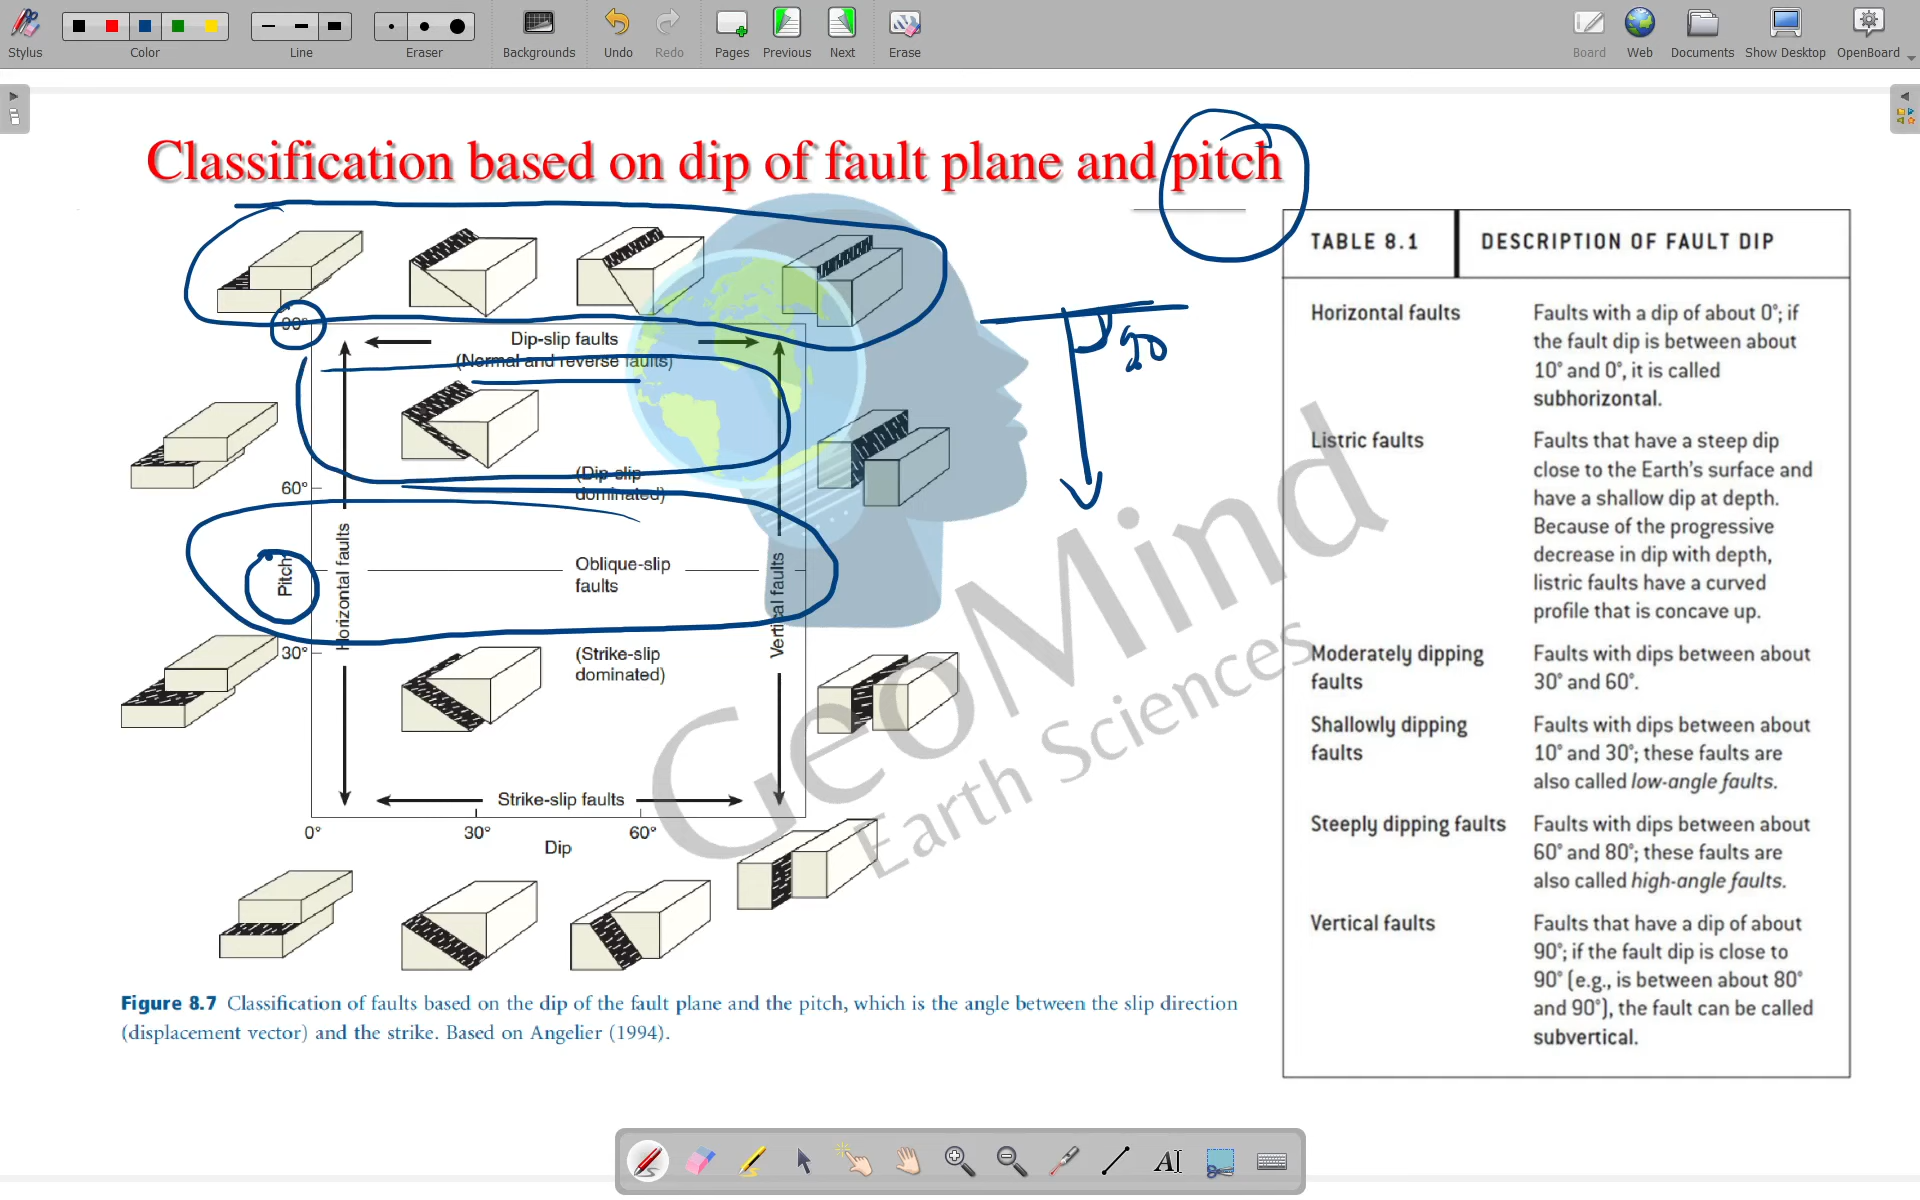 Stylus
Color
Line
Eraser
Backgrounds
Undo
Redo
Pages
Previous
Next
Erase
Board
Web
Documents
Show Desktop
OpenBoard
Classification based on dip of fault plane and pitch
90°
Dip-slip faults
(Normal and reverse faults)
90
60°
(Dip-slip
dominated)
Pitch
Horizontal faults
Oblique-slip
faults
Vertical faults
30°
(Strike-slip
dominated)
Strike-slip faults
0°
30°
60°
Dip
GeoMind
Earth Sciences
Figure 8.7 Classification of faults based on the dip of the fault plane and the pitch, which is the angle between the slip direction
(displacement vector) and the strike. Based on Angelier (1994).
TABLE 8.1 DESCRIPTION OF FAULT DIP
Horizontal faults Faults with a dip of about 0°; if
the fault dip is between about
10° and 0°, it is called
subhorizontal.
Listric faults Faults that have a steep dip
close to the Earth's surface and
have a shallow dip at depth.
Because of the progressive
decrease in dip with depth,
listric faults have a curved
profile that is concave up.
Moderately dipping Faults with dips between about
faults 30° and 60°.
Shallowly dipping Faults with dips between about
faults 10° and 30°; these faults are
also called low-angle faults.
Steeply dipping faults Faults with dips between about
60° and 80°; these faults are
also called high-angle faults.
Vertical faults Faults that have a dip of about
90°; if the fault dip is close to
90° (e.g., is between about 80°
and 90°), the fault can be called
subvertical.